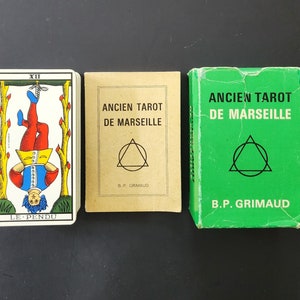 XII
LE·PENDU
ANCIEN TAROT
DE MARSEILLE
B.P. GRIMAUD
ANCIEN TAROT
DE MARSEILLE
B.P. GRIMAUD